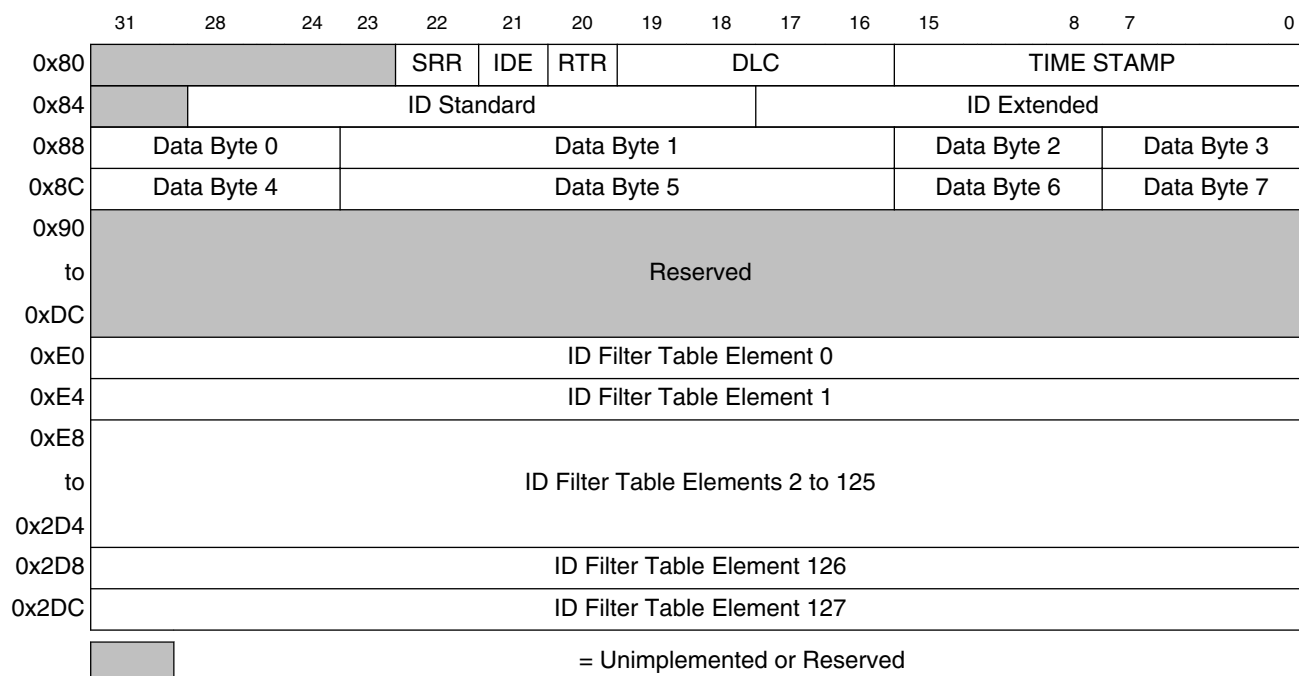 31 28 24 23 22 21 20 19 18 17 16 15 8 7 0
0x80 SRR IDE RTR DLC TIME STAMP
0x84 ID Standard ID Extended
0x88 Data Byte 0 Data Byte 1 Data Byte 2 Data Byte 3
0x8C Data Byte 4 Data Byte 5 Data Byte 6 Data Byte 7
0x90
to Reserved
0xDC
0xE0 ID Filter Table Element 0
0xE4 ID Filter Table Element 1
0xE8
to ID Filter Table Elements 2 to 125
0x2D4
0x2D8 ID Filter Table Element 126
0x2DC ID Filter Table Element 127
= Unimplemented or Reserved